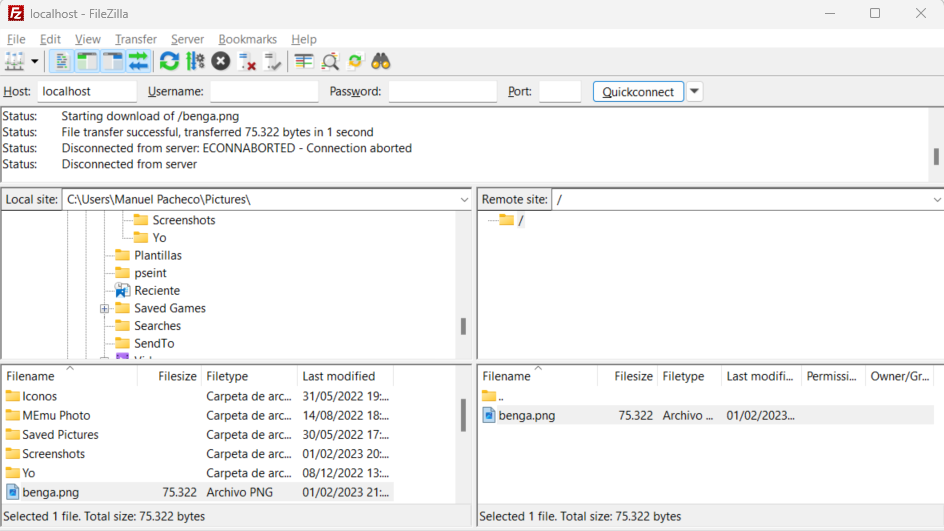 localhost - FileZilla
File Edit View Transfer Server Bookmarks Help
Host: localhost Username: Password: Port: Quickconnect
Status: Starting download of /benga.png
Status: File transfer successful, transferred 75.322 bytes in 1 second
Status: Disconnected from server: ECONNABORTED - Connection aborted
Status: Disconnected from server
Local site: C:\Users\Manuel Pacheco\Pictures\
Screenshots
Yo
Plantillas
pseint
Reciente
Saved Games
Searches
SendTo
Remote site: /
/
Filename Filesize Filetype Last modified
Iconos Carpeta de arc... 31/05/2022 19:...
MEmu Photo Carpeta de arc... 14/08/2022 18:...
Saved Pictures Carpeta de arc... 30/05/2022 17:...
Screenshots Carpeta de arc... 01/02/2023 20:...
Yo Carpeta de arc... 08/12/2022 13:...
benga.png 75.322 Archivo PNG 01/02/2023 21:...
Selected 1 file. Total size: 75.322 bytes
Filename Filesize Filetype Last modifi... Permissi... Owner/Gr...
..
benga.png 75.322 Archivo ... 01/02/2023...
Selected 1 file. Total size: 75.322 bytes